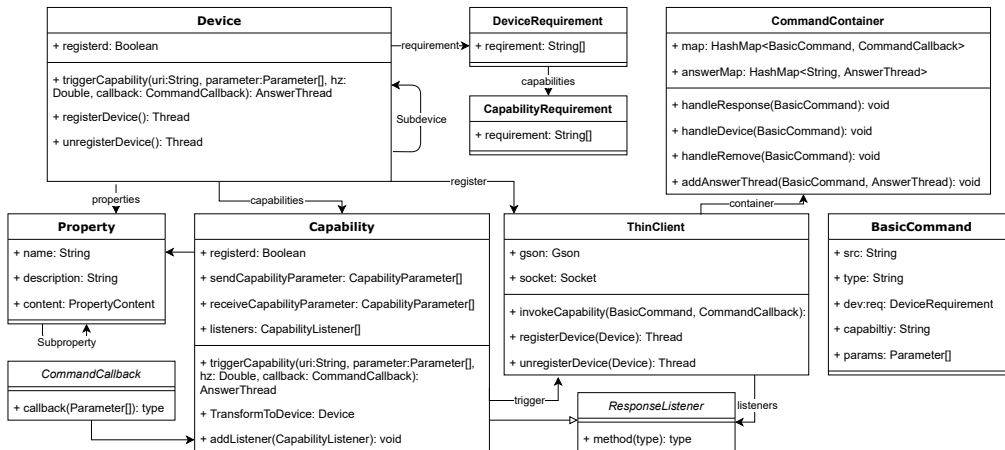 Device
+ registerd: Boolean
+ triggerCapability(uri:String, parameter:Parameter[], hz:
Double, callback: CommandCallback): AnswerThread
+ registerDevice(): Thread
+ unregisterDevice(): Thread
requirement
Subdevice
DeviceRequirement
+ reqirement: String[]
capabilities
CapabilityRequirement
+ requirement: String[]
CommandContainer
+ map: HashMap<BasicCommand, CommandCallback>
+ answerMap: HashMap<String, AnswerThread>
+ handleResponse(BasicCommand): void
+ handleDevice(BasicCommand): void
+ handleRemove(BasicCommand): void
+ addAnswerThread(BasicCommand, AnswerThread): void
properties
capabilities
register
container
Property
+ name: String
+ description: String
+ content: PropertyContent
Subproperty
CommandCallback
+ callback(Parameter[]): type
Capability
+ registerd: Boolean
+ sendCapabilityParameter: CapabilityParameter[]
+ receiveCapabilityParameter: CapabilityParameter[]
+ listeners: CapabilityListener[]
+ triggerCapability(uri:String, parameter:Parameter[],
hz: Double, callback: CommandCallback):
AnswerThread
+ TransformToDevice: Device
+ addListener(CapabilityListener): void
trigger
ThinClient
+ gson: Gson
+ socket: Socket
+ invokeCapability(BasicCommand, CommandCallback):
+ registerDevice(Device): Thread
+ unregisterDevice(Device): Thread
listeners
ResponseListener
+ method(type): type
BasicCommand
+ src: String
+ type: String
+ dev:req: DeviceRequirement
+ capabiltiy: String
+ params: Parameter[]